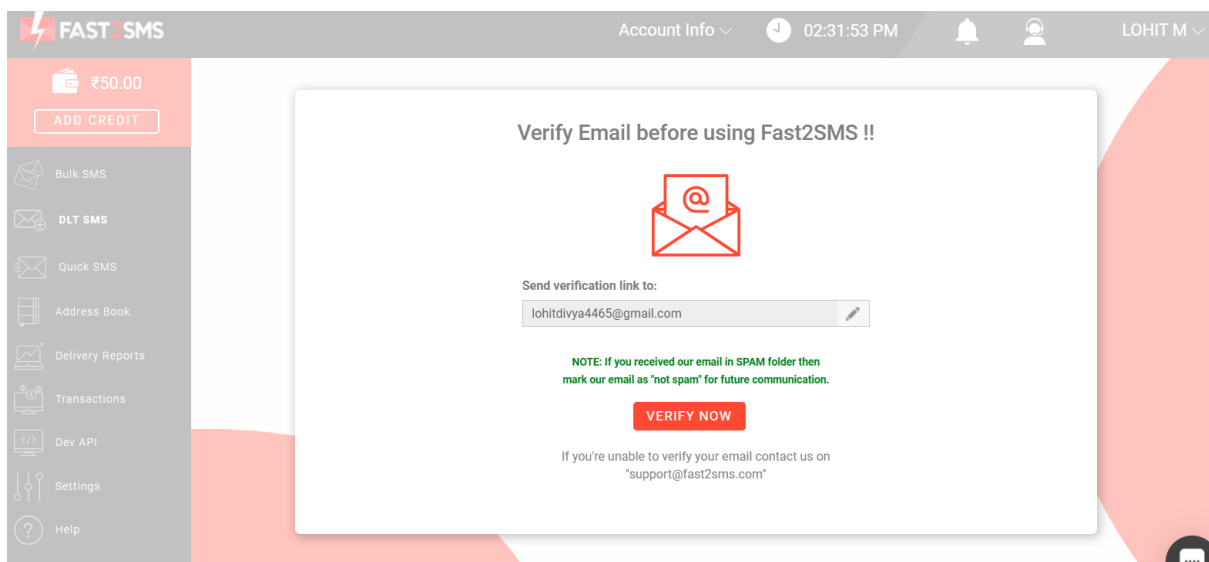 FAST2SMS
Account Info
02:31:53 PM
LOHIT M
₹50.00
ADD CREDIT
Bulk SMS
DLT SMS
Quick SMS
Address Book
Delivery Reports
Transactions
Dev API
Settings
Help
Verify Email before using Fast2SMS !!
@
Send verification link to:
lohitdivya4465@gmail.com
NOTE: If you received our email in SPAM folder then
mark our email as "not spam" for future communication.
VERIFY NOW
If you're unable to verify your email contact us on
"support@fast2sms.com"